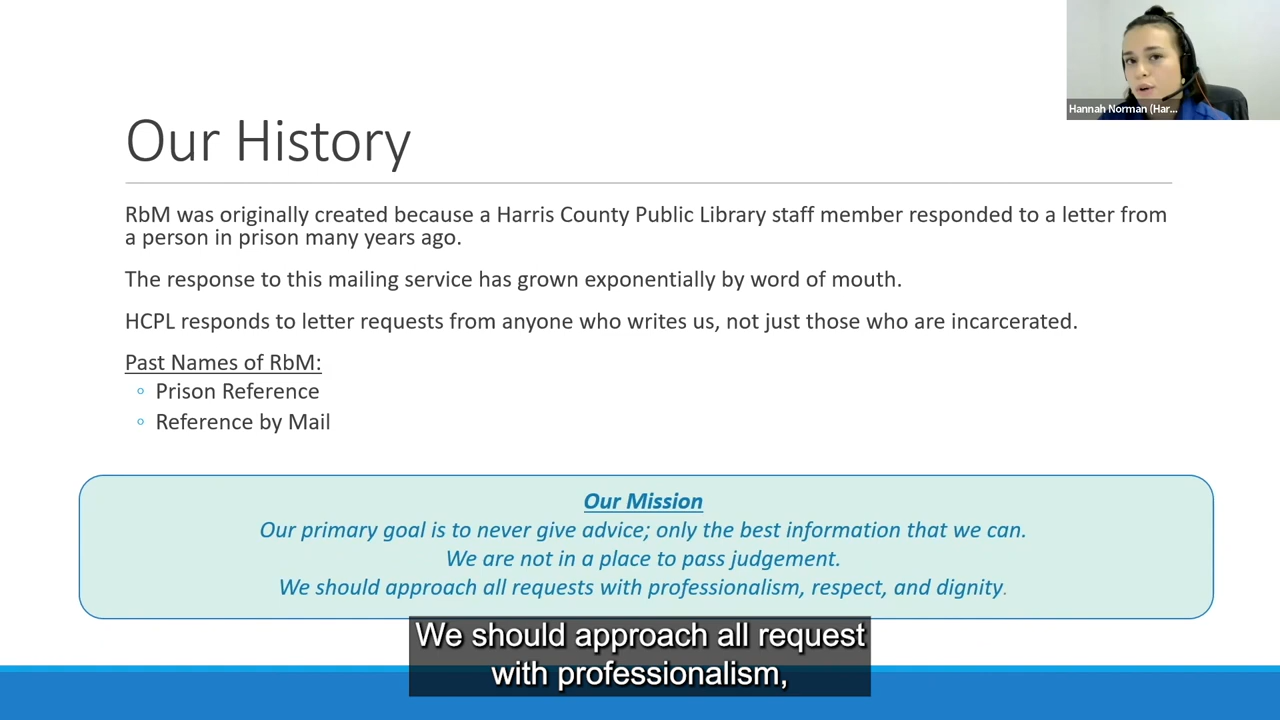 Hannah Norman (Har...
Our History
RbM was originally created because a Harris County Public Library staff member responded to a letter from
a person in prison many years ago.
The response to this mailing service has grown exponentially by word of mouth.
HCPL responds to letter requests from anyone who writes us, not just those who are incarcerated.
Past Names of RbM:
Prison Reference
Reference by Mail
Our Mission
Our primary goal is to never give advice; only the best information that we can.
We are not in a place to pass judgement.
We should approach all requests with professionalism, respect, and dignity.
We should approach all request
with professionalism,